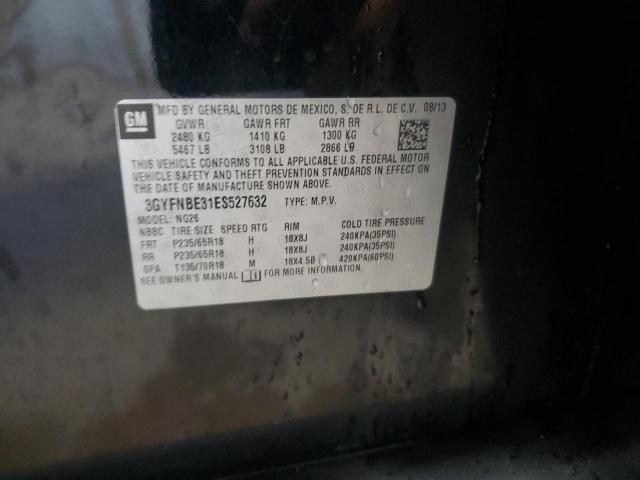 GM
MFD BY GENERAL MOTORS DE MEXICO, S. DE R.L. DE C.V. 08/13
GVWR GAWR FRT GAWR RR
2480 KG 1410 KG 1300 KG
5467 LB 3108 LB 2866 LB
THIS VEHICLE CONFORMS TO ALL APPLICABLE U.S. FEDERAL MOTOR
VEHICLE SAFETY AND THEFT PREVENTION STANDARDS IN EFFECT ON THE
DATE OF MANUFACTURE SHOWN ABOVE.
3GYFNBE31ES527632 TYPE: M.P.V.
MODEL: NG26
NBBC TIRE SIZE SPEED RTG RIM COLD TIRE PRESSURE
FRT P235/65R18 H 18X8J 240KPA(35PSI)
RR P235/65R18 H 18X8J 240KPA(35PSI)
SPA T135/70R18 M 18X4.5B 420KPA(60PSI)
SEE OWNER'S MANUAL FOR MORE INFORMATION.